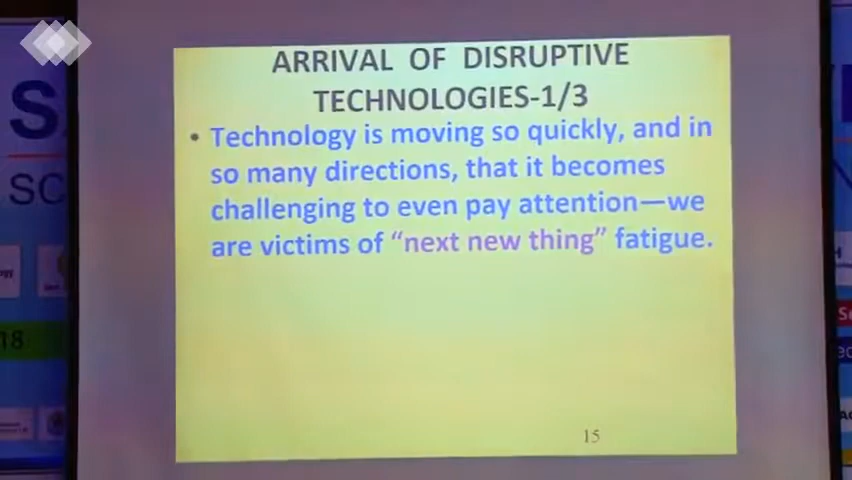 ARRIVAL OF DISRUPTIVE
TECHNOLOGIES-1/3
• Technology is moving so quickly, and in
so many directions, that it becomes
challenging to even pay attention—we
are victims of “next new thing” fatigue.
15
18